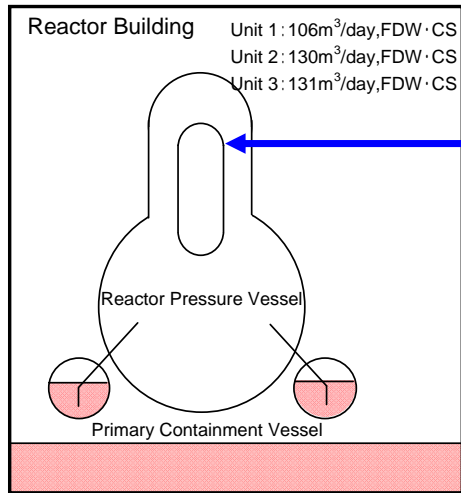 Reactor Building
Unit 1：106m³/day,FDW・CS
Unit 2：130m³/day,FDW・CS
Unit 3：131m³/day,FDW・CS
Reactor Pressure Vessel
Primary Containment Vessel